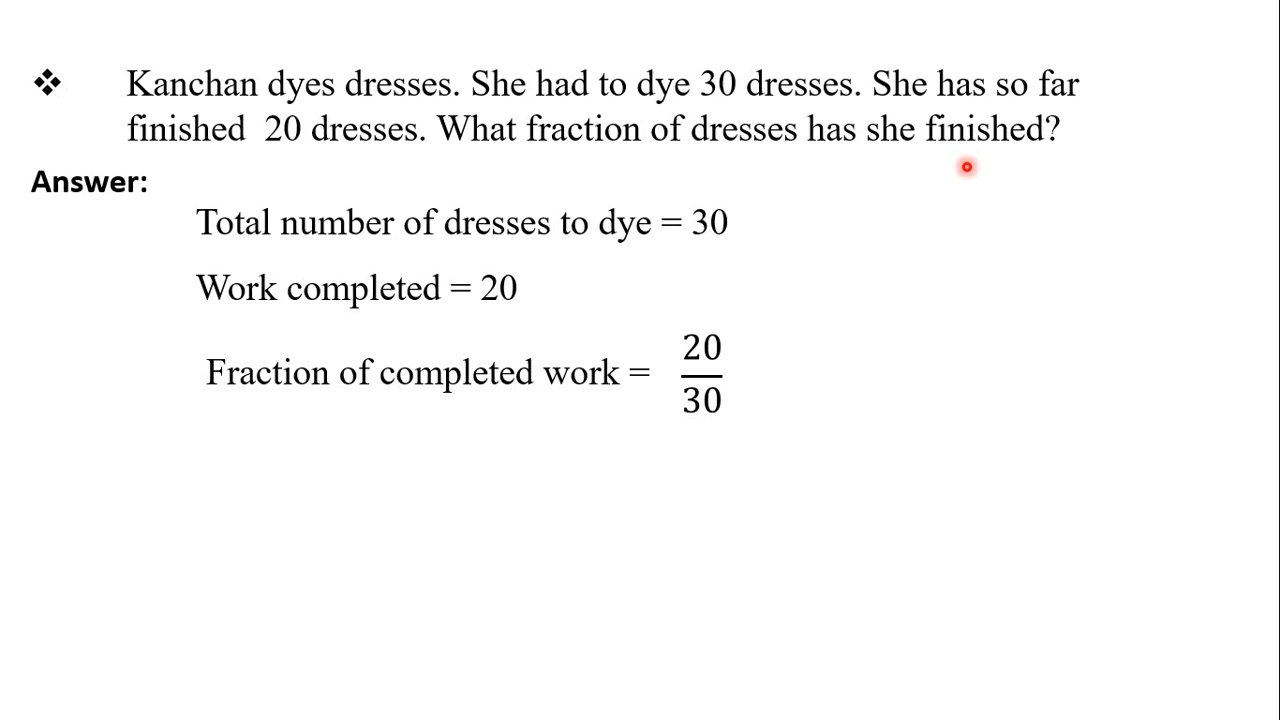 ❖ Kanchan dyes dresses. She had to dye 30 dresses. She has so far
finished 20 dresses. What fraction of dresses has she finished?
Answer:
Total number of dresses to dye = 30
Work completed = 20
Fraction of completed work = 20/30